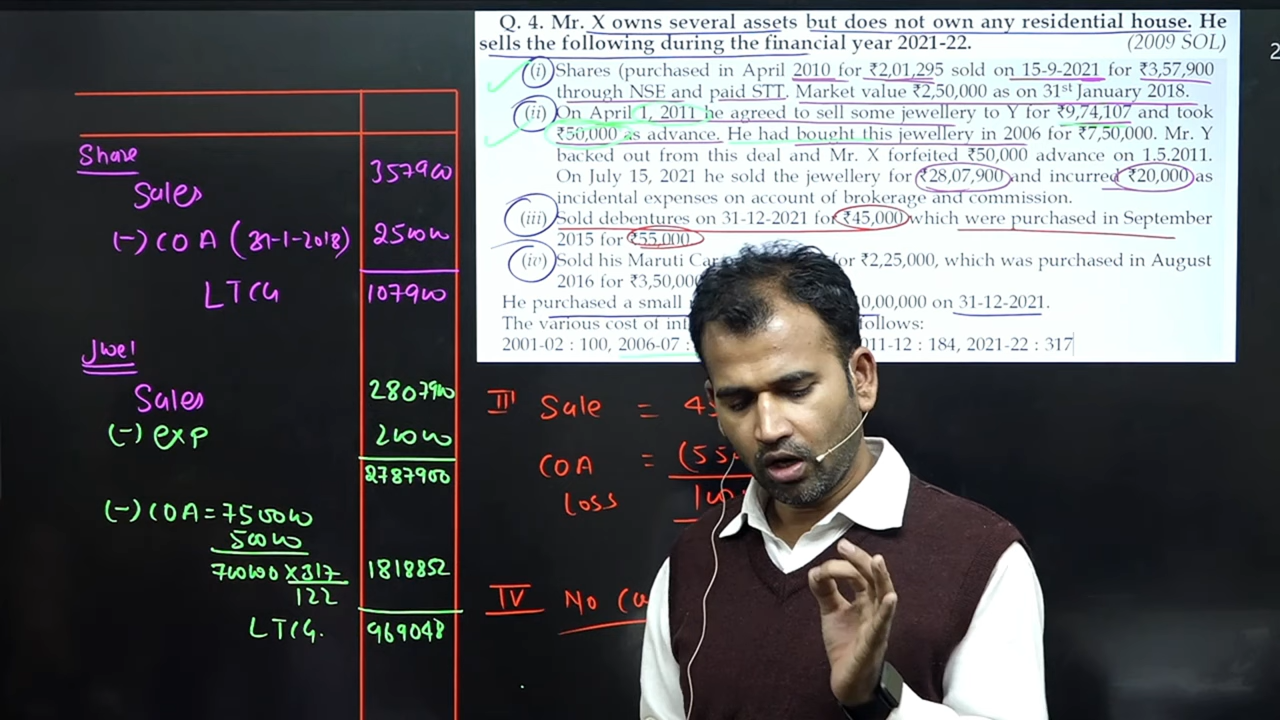 Q. 4. Mr. X owns several assets but does not own any residential house. He
sells the following during the financial year 2021-22. (2009 SOL)
(i) Shares (purchased in April 2010 for ₹2,01,295 sold on 15-9-2021 for ₹3,57,900
through NSE and paid STT. Market value ₹2,50,000 as on 31st January 2018.
(ii) On April 1, 2011 he agreed to sell some jewellery to Y for ₹9,74,107 and took
₹50,000 as advance. He had bought this jewellery in 2006 for ₹7,50,000. Mr. Y
backed out from this deal and Mr. X forfeited ₹50,000 advance on 1.5.2011.
On July 15, 2021 he sold the jewellery for ₹28,07,900 and incurred ₹20,000 as
incidental expenses on account of brokerage and commission.
(iii) Sold debentures on 31-12-2021 for ₹45,000 which were purchased in September
2015 for ₹55,000
(iv) Sold his Maruti Car for ₹2,25,000, which was purchased in August
2016 for ₹3,50,00
He purchased a small 0,00,000 on 31-12-2021.
The various cost of inf ollows:
2001-02 : 100, 2006-07 : 011-12 : 184, 2021-22 : 317
2
Share
Sales 357900
(-) COA (31-1-2018) 250000
LTCG 107900
Jwel
Sales 2807900
(-) exp 20000
2787900
(-) COA = 750000
50000
700000 × 317 1818852
122
LTCG. 969048
III Sale = 45
COA = (55
Loss 10
IV No Ca